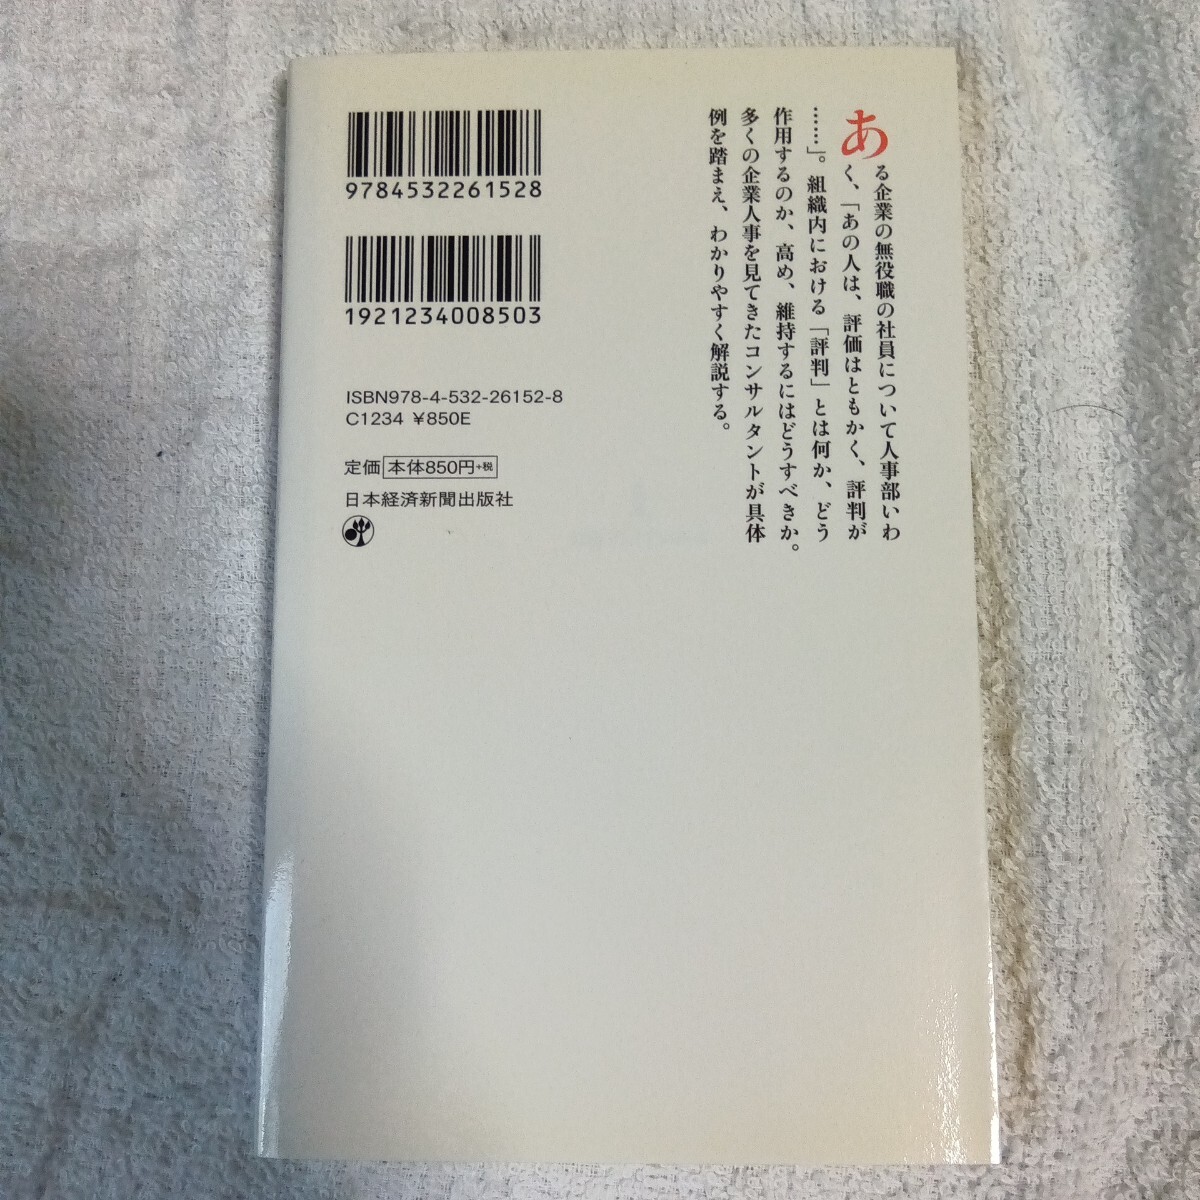 ある企業の無役職の社員について人事部いわ
く、「あの人は、評価はともかく、評判が
……」。組織内における「評判」とは何か、どう
作用するのか、高め、維持するにはどうすべきか。
多くの企業人事を見てきたコンサルタントが具体
例を踏まえ、わかりやすく解説する。
9784532261528
1921234008503
ISBN978-4-532-26152-8
C1234 ¥850E
定価 本体850円+税
日本経済新聞出版社